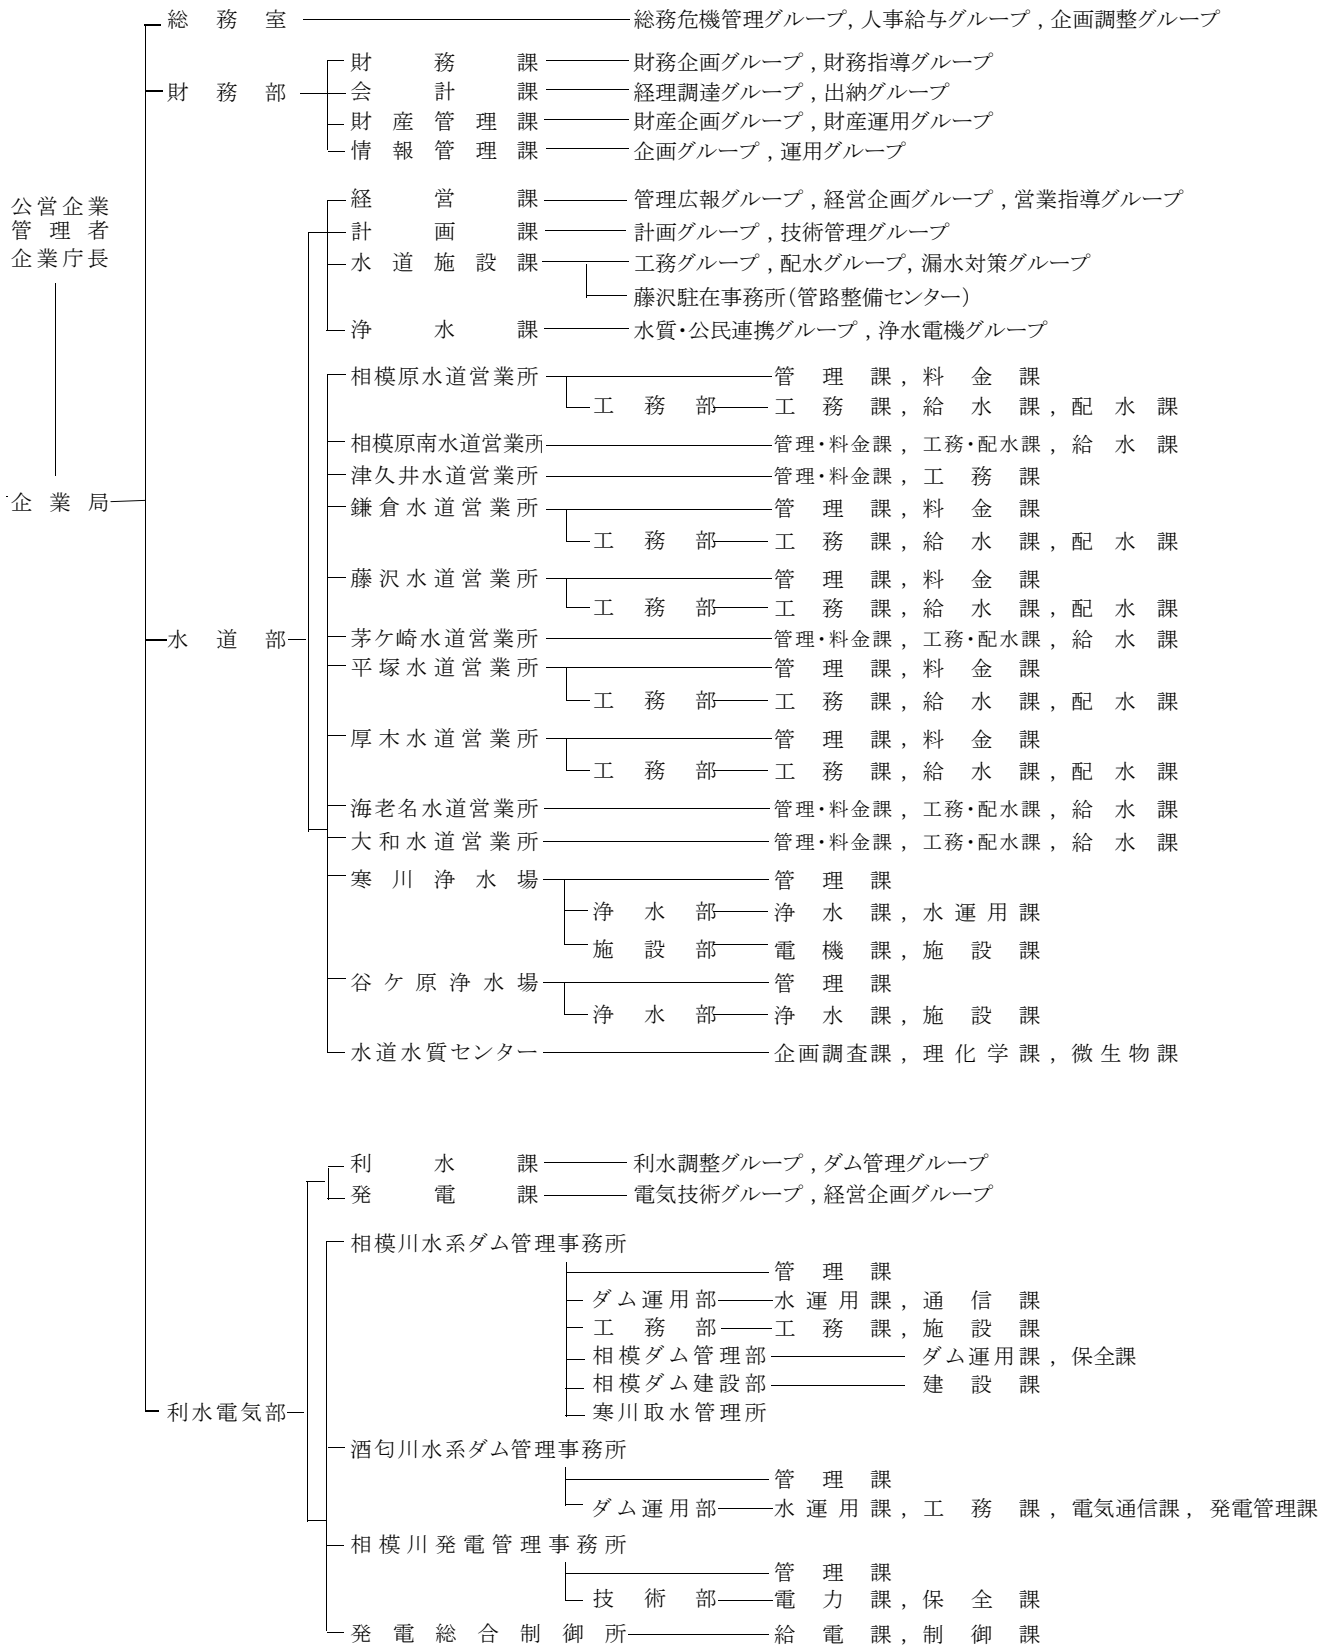 総務室 総務危機管理グループ, 人事給与グループ , 企画調整グループ
財務課 財務企画グループ , 財務指導グループ
財務部 会計課 経理調達グループ , 出納グループ
財産管理課 財産企画グループ , 財産運用グループ
情報管理課 企画グループ , 運用グループ
公営企業
管理者
企業庁長
経営課 管理広報グループ , 経営企画グループ , 営業指導グループ
計画課 計画グループ , 技術管理グループ
水道施設課 工務グループ , 配水グループ, 漏水対策グループ
藤沢駐在事務所(管路整備センター)
浄水課 水質・公民連携グループ , 浄水電機グループ
相模原水道営業所 管理課 , 料金課
工務部 工務課 , 給水課 , 配水課
相模原南水道営業所 管理・料金課 , 工務・配水課 , 給水課
津久井水道営業所 管理・料金課 , 工務課
企業局
鎌倉水道営業所 管理課 , 料金課
工務部 工務課 , 給水課 , 配水課
藤沢水道営業所 管理課 , 料金課
工務部 工務課 , 給水課 , 配水課
水道部 茅ケ崎水道営業所 管理・料金課 , 工務・配水課 , 給水課
平塚水道営業所 管理課 , 料金課
工務部 工務課 , 給水課 , 配水課
厚木水道営業所 管理課 , 料金課
工務部 工務課 , 給水課 , 配水課
海老名水道営業所 管理・料金課 , 工務・配水課 , 給水課
大和水道営業所 管理・料金課 , 工務・配水課 , 給水課
寒川浄水場 管理課
浄水部 浄水課 , 水運用課
施設部 電機課 , 施設課
谷ケ原浄水場 管理課
浄水部 浄水課 , 施設課
水道水質センター 企画調査課 , 理化学課 , 微生物課
利水課 利水調整グループ , ダム管理グループ
発電課 電気技術グループ , 経営企画グループ
相模川水系ダム管理事務所
管理課
ダム運用部 水運用課 , 通信課
工務部 工務課 , 施設課
相模ダム管理部 ダム運用課 , 保全課
相模ダム建設部 建設課
利水電気部 寒川取水管理所
酒匂川水系ダム管理事務所
管理課
ダム運用部 水運用課 , 工務課 , 電気通信課 , 発電管理課
相模川発電管理事務所
管理課
技術部 電力課 , 保全課
発電総合制御所 給電課 , 制御課